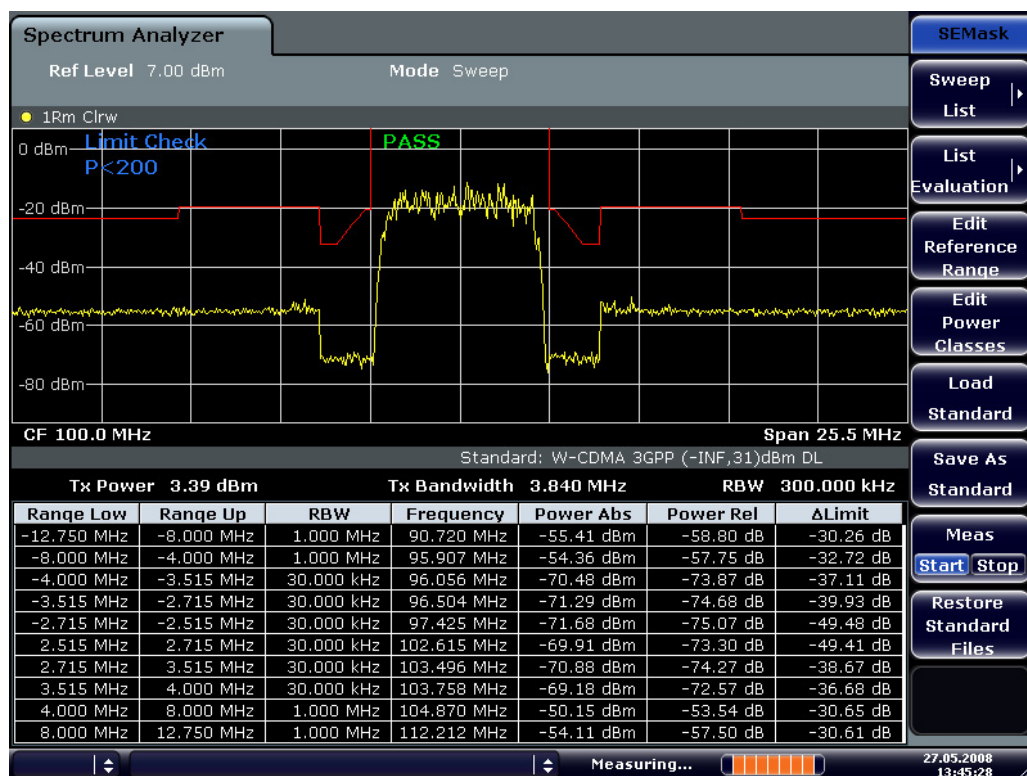 Spectrum Analyzer
Ref Level 7.00 dBm Mode Sweep
1Rm Clrw
Limit Check PASS
P<200
0 dBm
-20 dBm
-40 dBm
-60 dBm
-80 dBm
CF 100.0 MHz Span 25.5 MHz
Standard: W-CDMA 3GPP (-INF,31)dBm DL
Tx Power 3.39 dBm Tx Bandwidth 3.840 MHz RBW 300.000 kHz
Range Low Range Up RBW Frequency Power Abs Power Rel ΔLimit
-12.750 MHz -8.000 MHz 1.000 MHz 90.720 MHz -55.41 dBm -58.80 dB -30.26 dB
-8.000 MHz -4.000 MHz 1.000 MHz 95.907 MHz -54.36 dBm -57.75 dB -32.72 dB
-4.000 MHz -3.515 MHz 30.000 kHz 96.056 MHz -70.48 dBm -73.87 dB -37.11 dB
-3.515 MHz -2.715 MHz 30.000 kHz 96.504 MHz -71.29 dBm -74.68 dB -39.93 dB
-2.715 MHz -2.515 MHz 30.000 kHz 97.425 MHz -71.68 dBm -75.07 dB -49.48 dB
2.515 MHz 2.715 MHz 30.000 kHz 102.615 MHz -69.91 dBm -73.30 dB -49.41 dB
2.715 MHz 3.515 MHz 30.000 kHz 103.496 MHz -70.88 dBm -74.27 dB -38.67 dB
3.515 MHz 4.000 MHz 30.000 kHz 103.758 MHz -69.18 dBm -72.57 dB -36.68 dB
4.000 MHz 8.000 MHz 1.000 MHz 104.870 MHz -50.15 dBm -53.54 dB -30.65 dB
8.000 MHz 12.750 MHz 1.000 MHz 112.212 MHz -54.11 dBm -57.50 dB -30.61 dB
Measuring...
27.05.2008
13:45:28
SEMask
Sweep
List
List
Evaluation
Edit
Reference
Range
Edit
Power
Classes
Load
Standard
Save As
Standard
Meas
Start Stop
Restore
Standard
Files